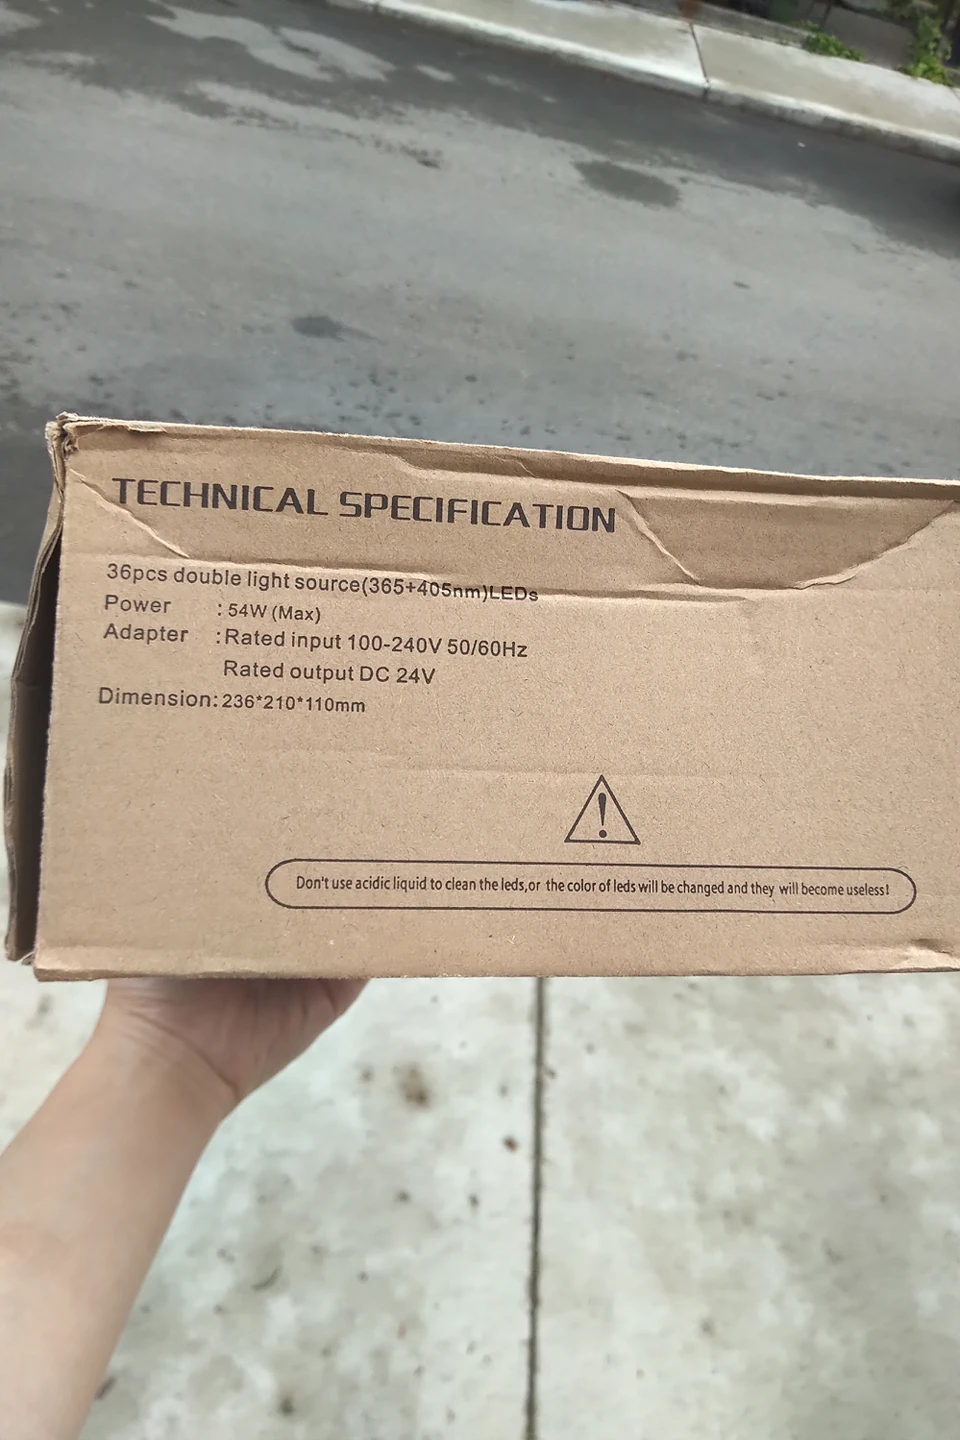 TECHNICAL SPECIFICATION
36pcs double light source(365+405nm)LEDs
Power : 54W (Max)
Adapter : Rated input 100-240V 50/60Hz
Rated output DC 24V
Dimension: 236*210*110mm
!
Don't use acidic liquid to clean the leds,or the color of leds will be changed and they will become useless!